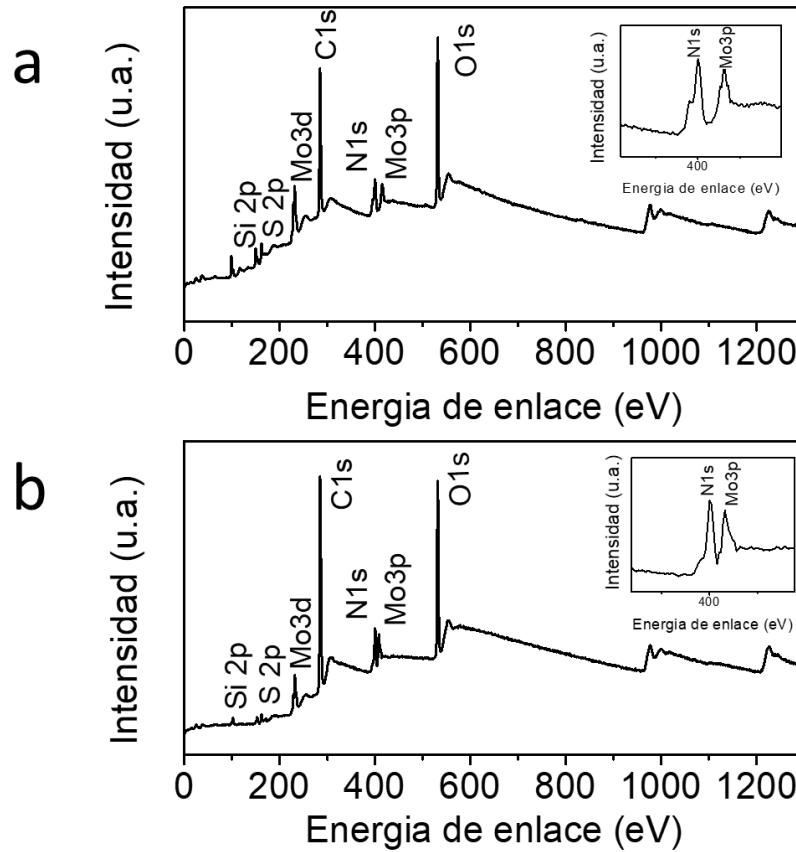 a
Intensidad (u.a.)
Si 2p
S 2p
Mo3d
C1s
N1s
Mo3p
O1s
0 200 400 600 800 1000 1200
Energia de enlace (eV)
Intensidad (u.a.)
N1s
Mo3p
400
Energia de enlace (eV)
b
Intensidad (u.a.)
Si 2p
S 2p
Mo3d
C1s
N1s
Mo3p
O1s
0 200 400 600 800 1000 1200
Energia de enlace (eV)
Intensidad (u.a.)
N1s
Mo3p
400
Energia de enlace (eV)